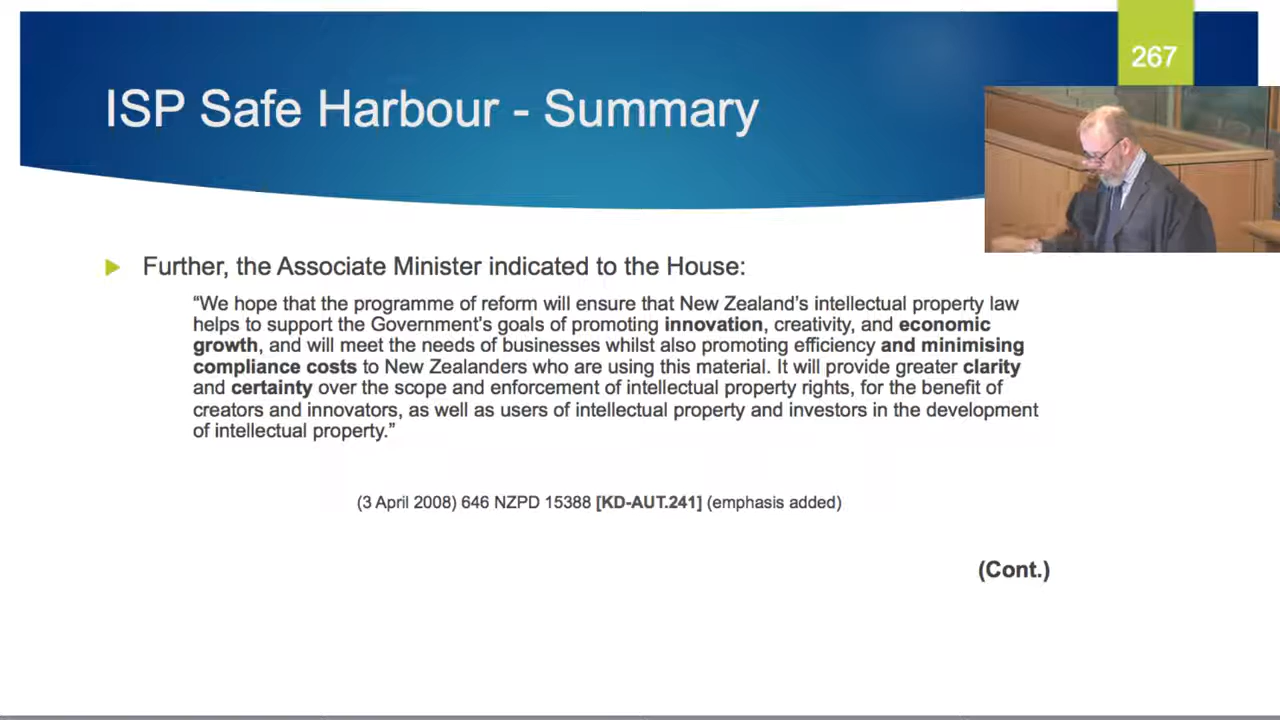 267
ISP Safe Harbour - Summary
Further, the Associate Minister indicated to the House:
“We hope that the programme of reform will ensure that New Zealand’s intellectual property law
helps to support the Government’s goals of promoting innovation, creativity, and economic
growth, and will meet the needs of businesses whilst also promoting efficiency and minimising
compliance costs to New Zealanders who are using this material. It will provide greater clarity
and certainty over the scope and enforcement of intellectual property rights, for the benefit of
creators and innovators, as well as users of intellectual property and investors in the development
of intellectual property.”
(3 April 2008) 646 NZPD 15388 [KD-AUT.241] (emphasis added)
(Cont.)